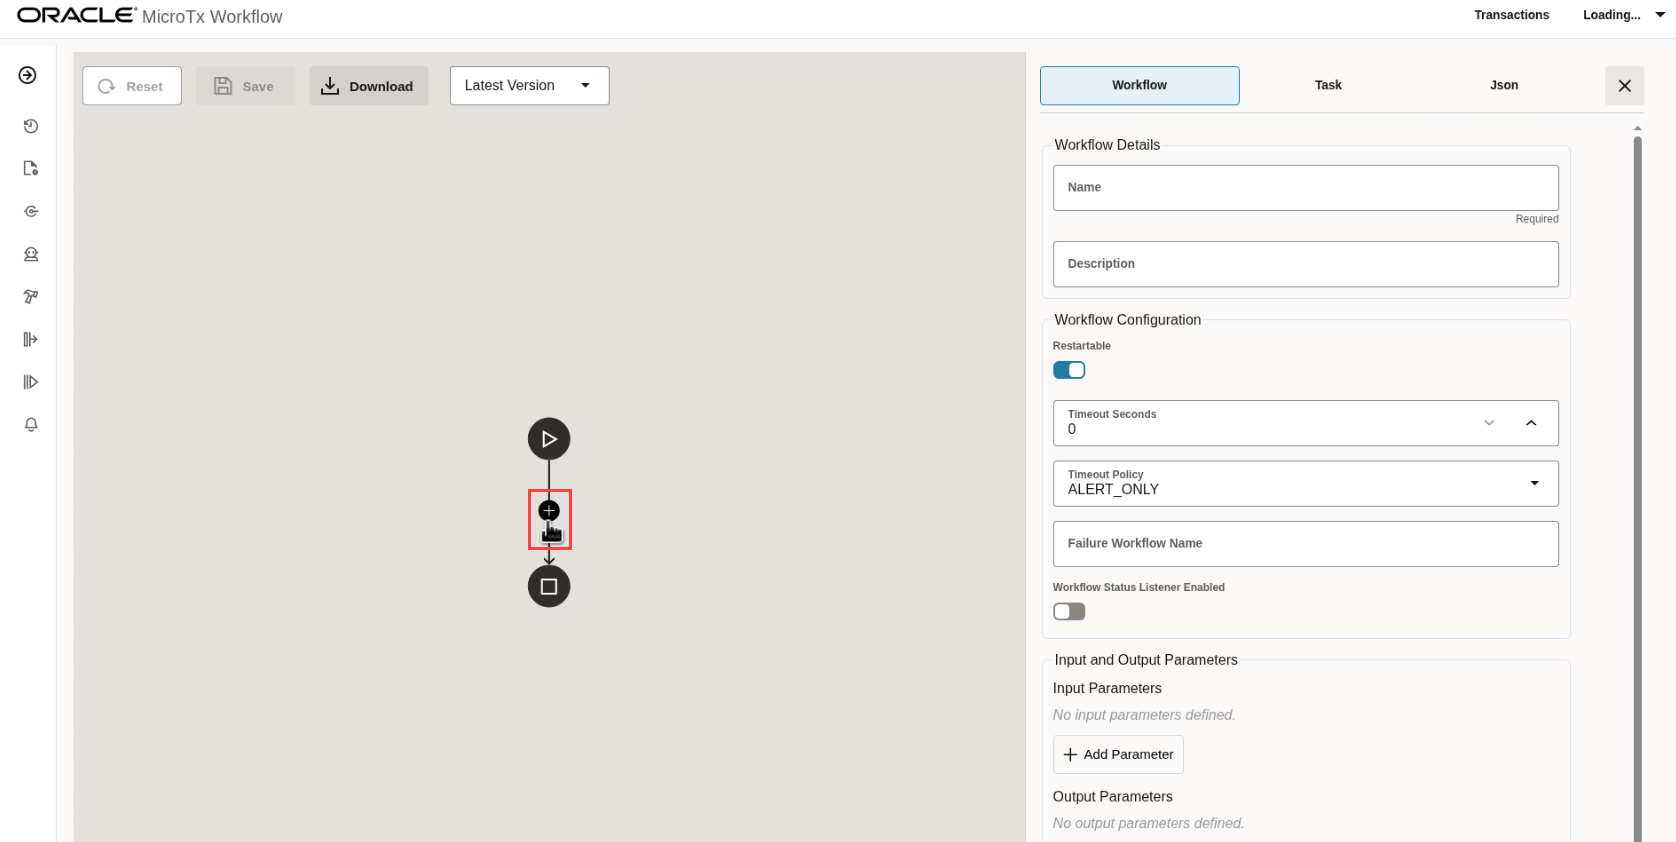 ORACLE® MicroTx Workflow
Transactions
Loading...
Reset
Save
Download
Latest Version
Workflow
Task
Json
Workflow Details
Name
Required
Description
Workflow Configuration
Restartable
Timeout Seconds
0
Timeout Policy
ALERT_ONLY
Failure Workflow Name
Workflow Status Listener Enabled
Input and Output Parameters
Input Parameters
No input parameters defined.
Add Parameter
Output Parameters
No output parameters defined.